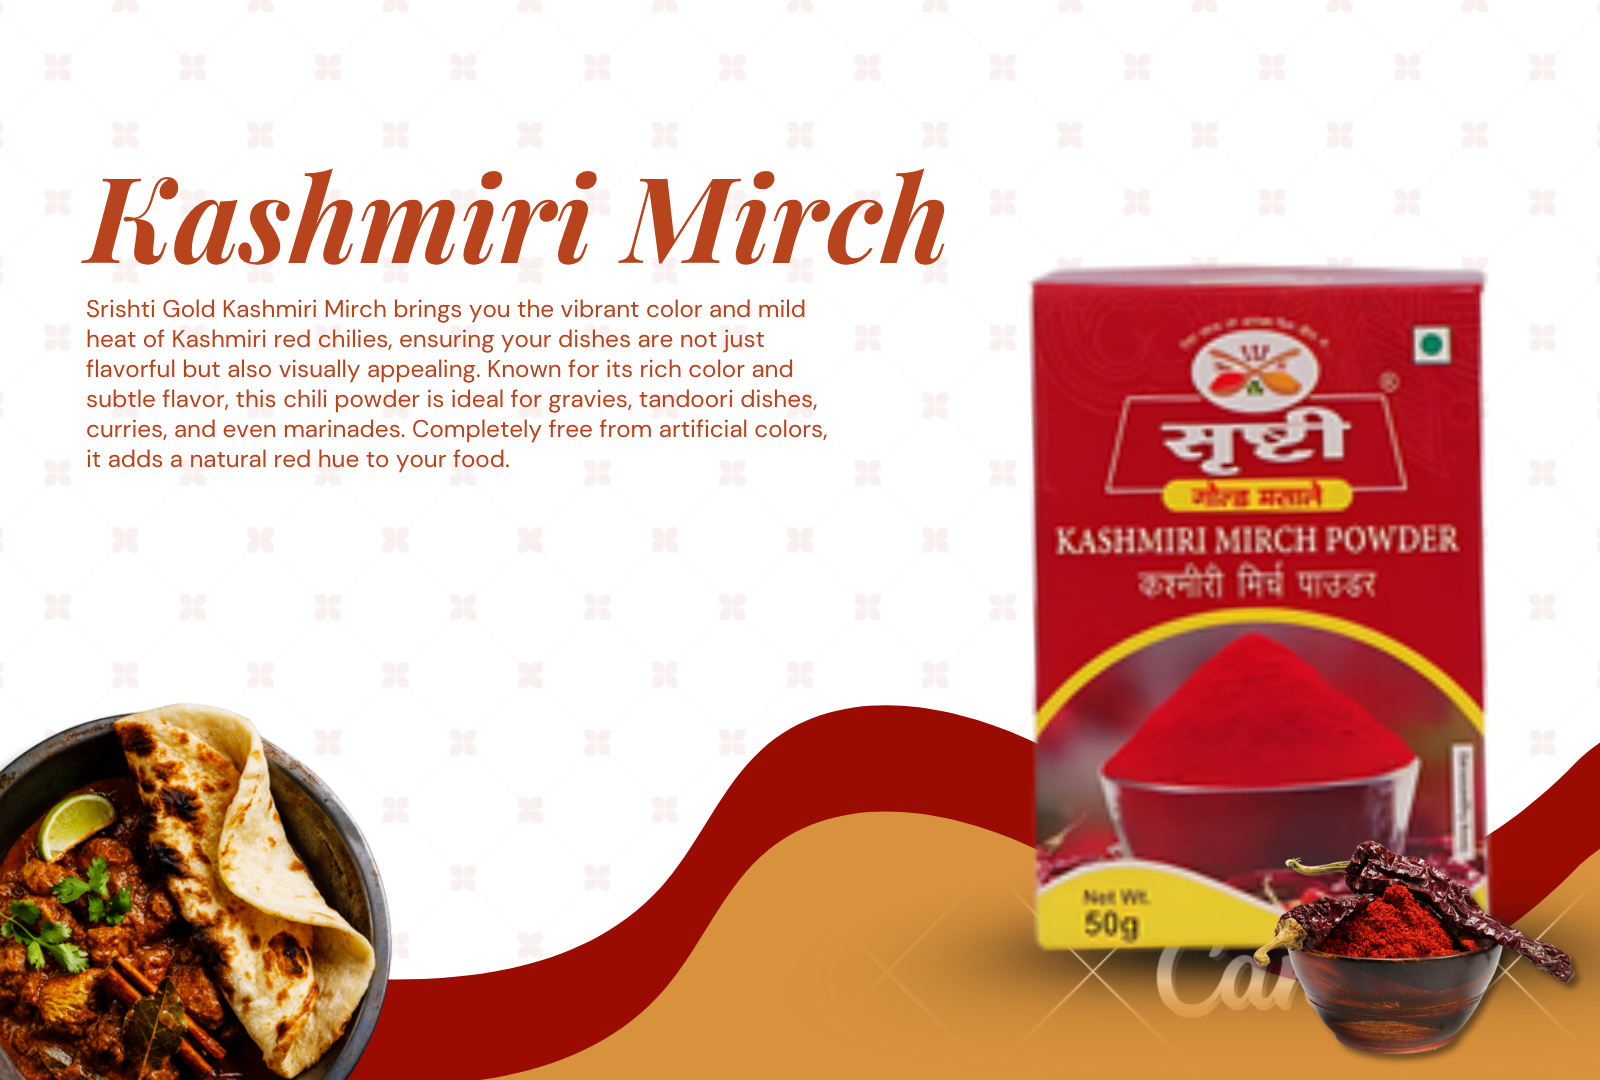 Kashmiri Mirch
Srishti Gold Kashmiri Mirch brings you the vibrant color and mild
heat of Kashmiri red chilies, ensuring your dishes are not just
flavorful but also visually appealing. Known for its rich color and
subtle flavor, this chili powder is ideal for gravies, tandoori dishes,
curries, and even marinades. Completely free from artificial colors,
it adds a natural red hue to your food.
®
सृष्टी
गोल्ड मसाले
KASHMIRI MIRCH POWDER
कश्मीरी मिर्च पाउडर
Net Wt.
50g